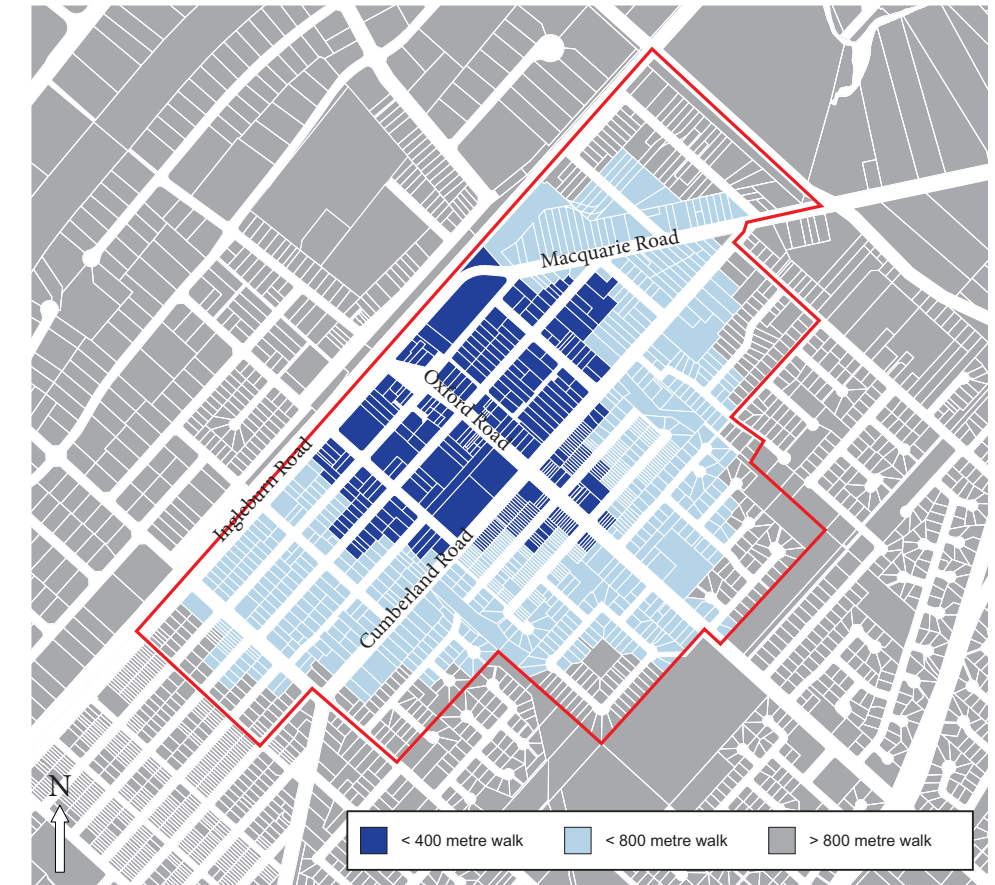 Macquarie Road
Oxford Road
Ingleburn Road
Cumberland Road
N
< 400 metre walk
< 800 metre walk
> 800 metre walk